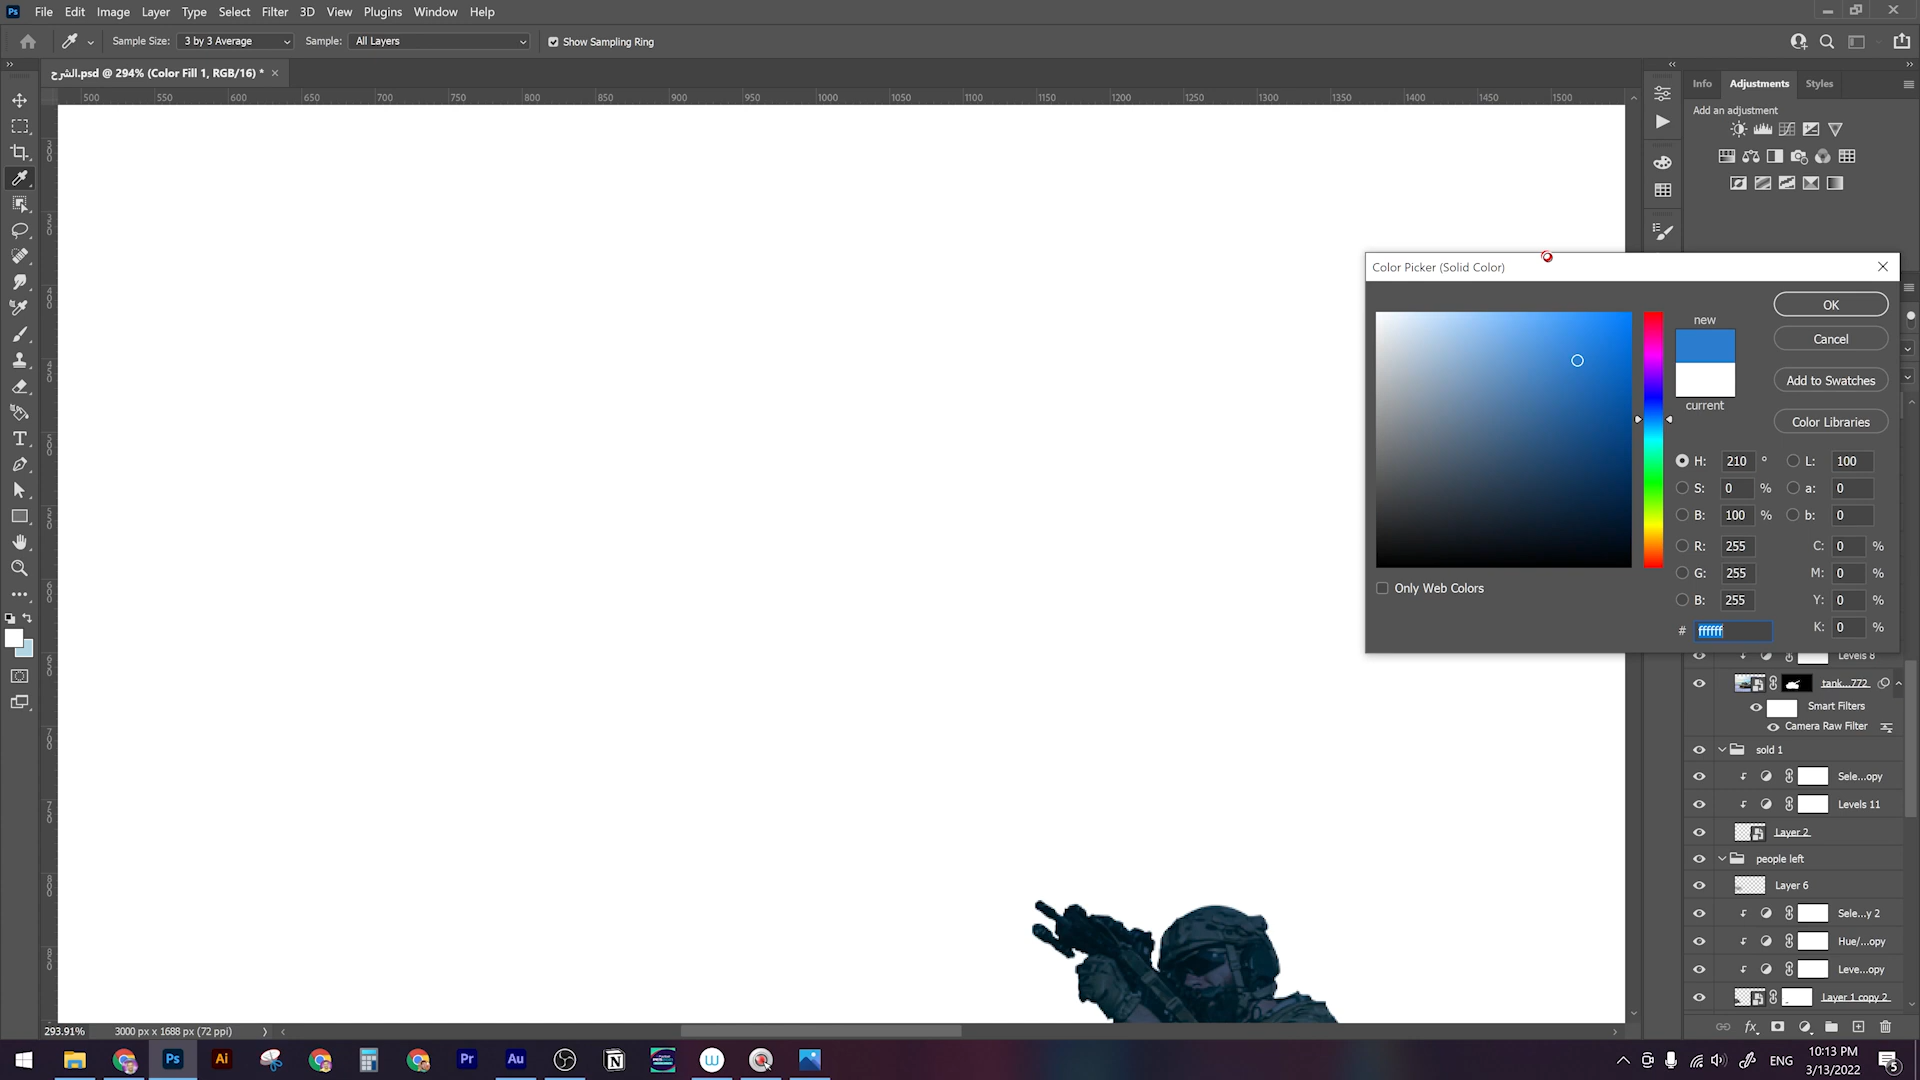 File Edit Image Layer Type Select Filter 3D View Plugins Window Help
Sample Size: 3 by 3 Average Sample: All Layers Show Sampling Ring
الشرح.psd @ 294% (Color Fill 1, RGB/16) *
500 550 600 650 700 750 800 850 900 950 1000 1050 1100 1150 1200 1250 1300 1350 1400 1450 1500
Info Adjustments Styles
Add an adjustment
Color Picker (Solid Color)
new
current
OK
Cancel
Add to Swatches
Color Libraries
H: 210 ° L: 100
S: 0 % a: 0
B: 100 % b: 0
R: 255 C: 0 %
G: 255 M: 0 %
B: 255 Y: 0 %
# ffffff K: 0 %
Only Web Colors
Levels 8
tank...772
Smart Filters
Camera Raw Filter
sold 1
Sele...opy
Levels 11
Layer 2
people left
Layer 6
Sele...y 2
Hue/...opy
Leve...opy
Layer 1 copy 2
293.91% 3000 px x 1688 px (72 ppi)
ENG
10:13 PM
3/13/2022
5